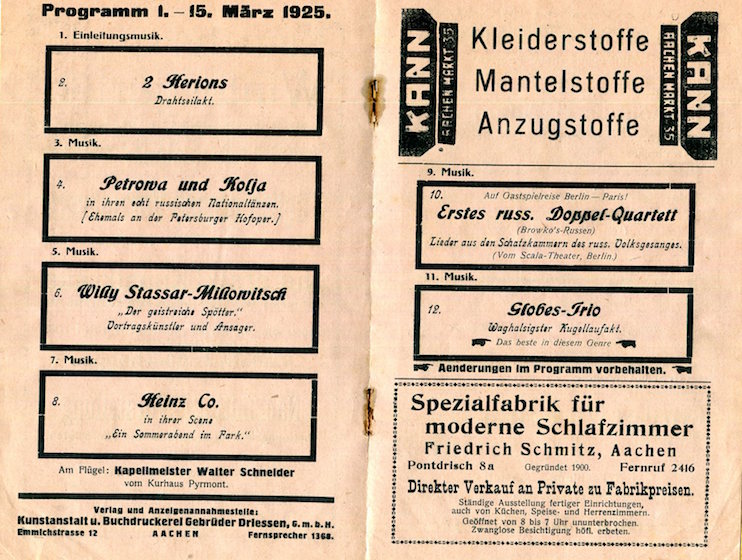 Programm 1. – 15. März 1925.
1. Einleitungsmusik.
2. 2 Herions
Drahtseilakt.
3. Musik.
4. Petrowa und Kolja
in ihren echt russischen Nationaltänzen.
[Ehemals an der Petersburger Hofoper.]
5. Musik.
6. Willy Stassar-Millowitsch
„Der geistreiche Spötter.“
Vortragskünstler und Ansager.
7. Musik.
8. Heinz Co.
in ihrer Scene
„Ein Sommerabend im Park.“
Am Flügel: Kapellmeister Walter Schneider
vom Kurhaus Pyrmont.
Verlag und Anzeigenannahmestelle:
Kunstanstalt u. Buchdruckerei Gebrüder Driessen, G. m. b. H.
Emmichstrasse 12 AACHEN Fernsprecher 1368.
KANN
AACHEN MARKT 35
Kleiderstoffe
Mantelstoffe
Anzugstoffe
AACHEN MARKT 35
KANN
9. Musik.
10. Auf Gastspielreise Berlin — Paris!
Erstes russ. Doppel-Quartett
(Browko's-Russen)
Lieder aus den Schatzkammern des russ. Volksgesanges.
(Vom Scala-Theater, Berlin.)
11. Musik.
12. Globes-Trio
Waghalsigster Kugellaufakt.
Das beste in diesem Genre
Aenderungen im Programm vorbehalten.
Spezialfabrik für
moderne Schlafzimmer
Friedrich Schmitz, Aachen
Pontdrisch 8a Gegründet 1900. Fernruf 2416
Direkter Verkauf an Private zu Fabrikpreisen.
Ständige Ausstellung fertiger Einrichtungen,
auch von Küchen, Speise- und Herrenzimmern.
Geöffnet von 8 bis 7 Uhr ununterbrochen.
Zwanglose Besichtigung höfl. erbeten.